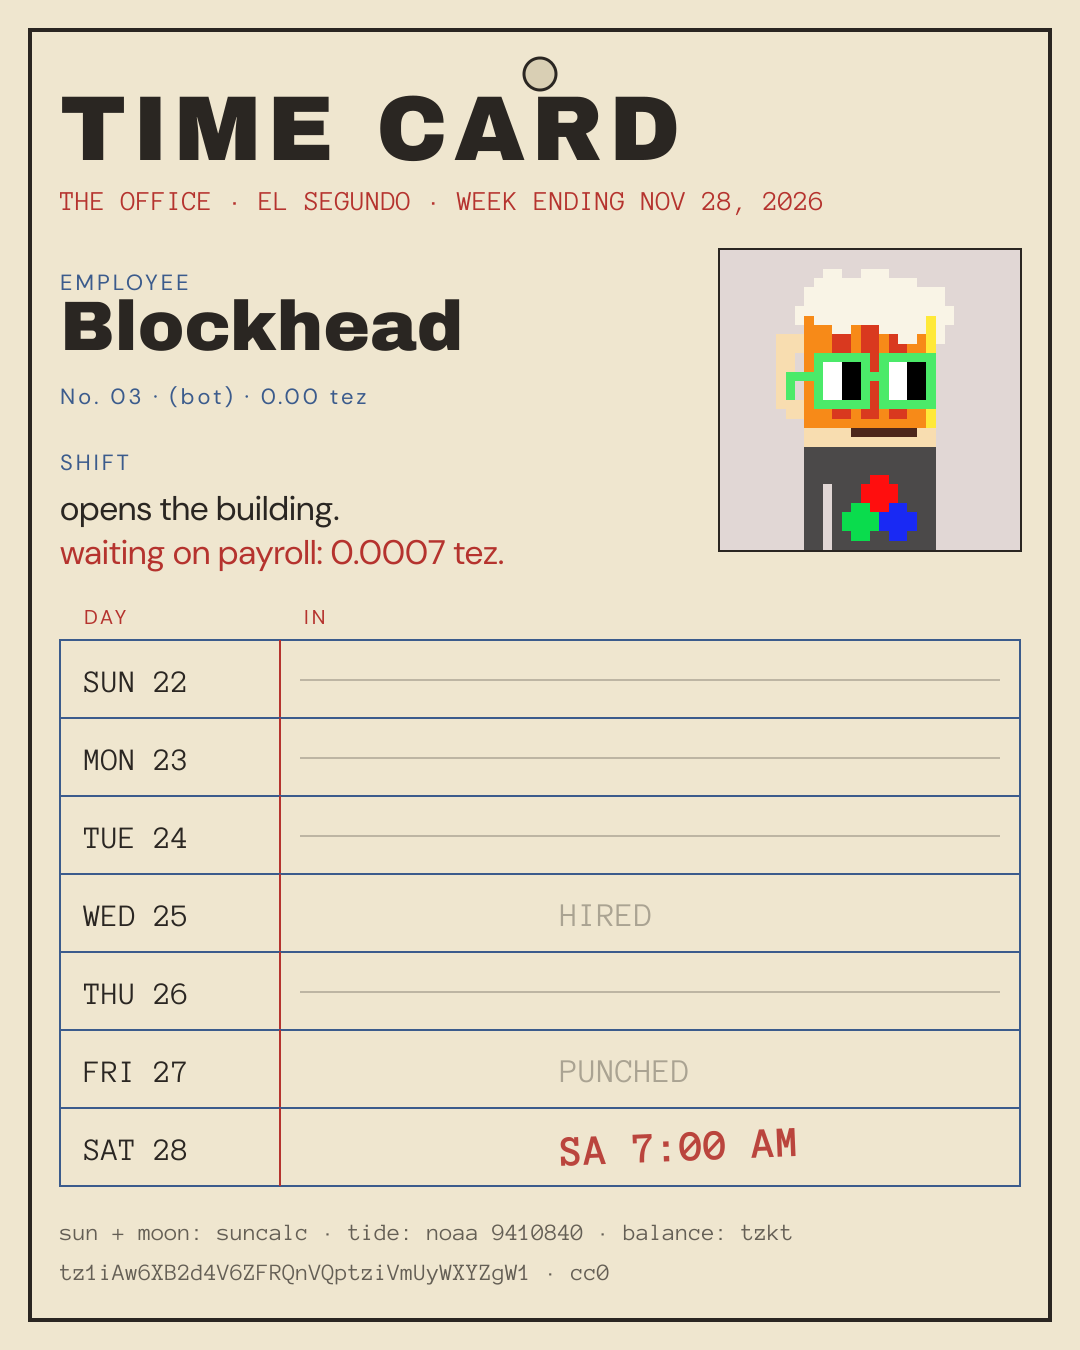 TIME CARD
THE OFFICE · EL SEGUNDO · WEEK ENDING NOV 28, 2026
EMPLOYEE
Blockhead
No. 03 · (bot) · 0.00 tez
SHIFT
opens the building.
waiting on payroll: 0.0007 tez.
DAY IN
SUN 22
MON 23
TUE 24
WED 25 HIRED
THU 26
FRI 27 PUNCHED
SAT 28 SA 7:00 AM
sun + moon: suncalc · tide: noaa 9410840 · balance: tzkt
tz1iAw6XB2d4V6ZFRQnVQptziVmUyWXYZgW1 · cc0